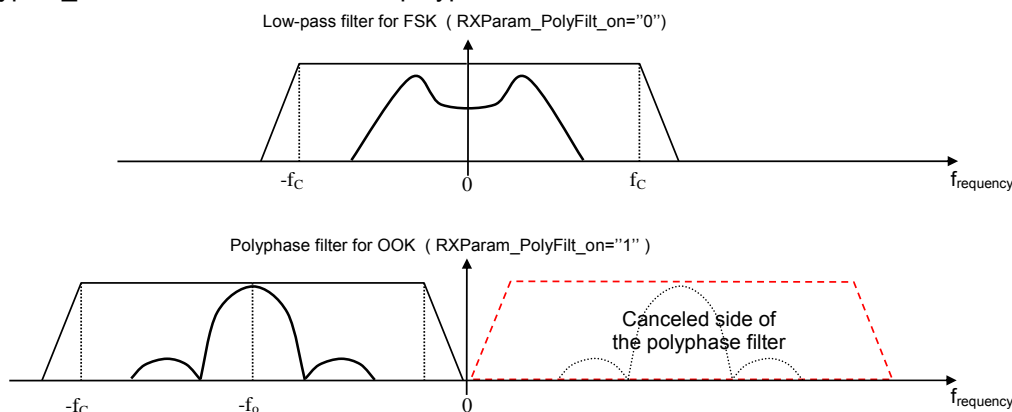 Low-pass filter for FSK ( RXParam_PolyFilt_on="0")
-fC 0 fC frequency
Polyphase filter for OOK ( RXParam_PolyFilt_on="1" )
Canceled side of
the polyphase filter
-fC -fo 0 frequency